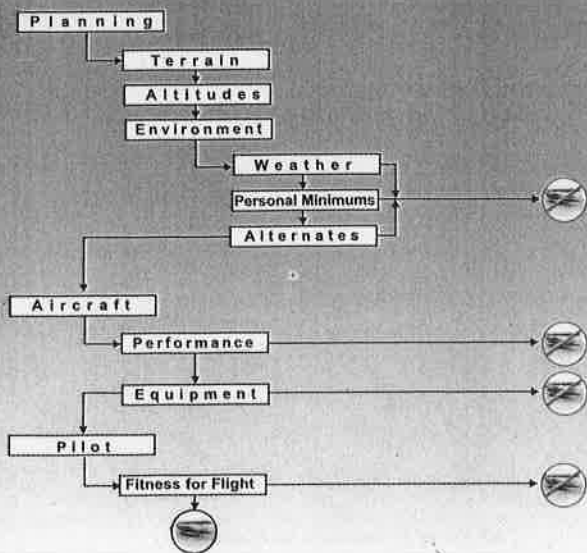 Planning
Terrain
Altitudes
Environment
Weather
Personal Minimums
Alternates
Aircraft
Performance
Equipment
Pilot
Fitness for Flight